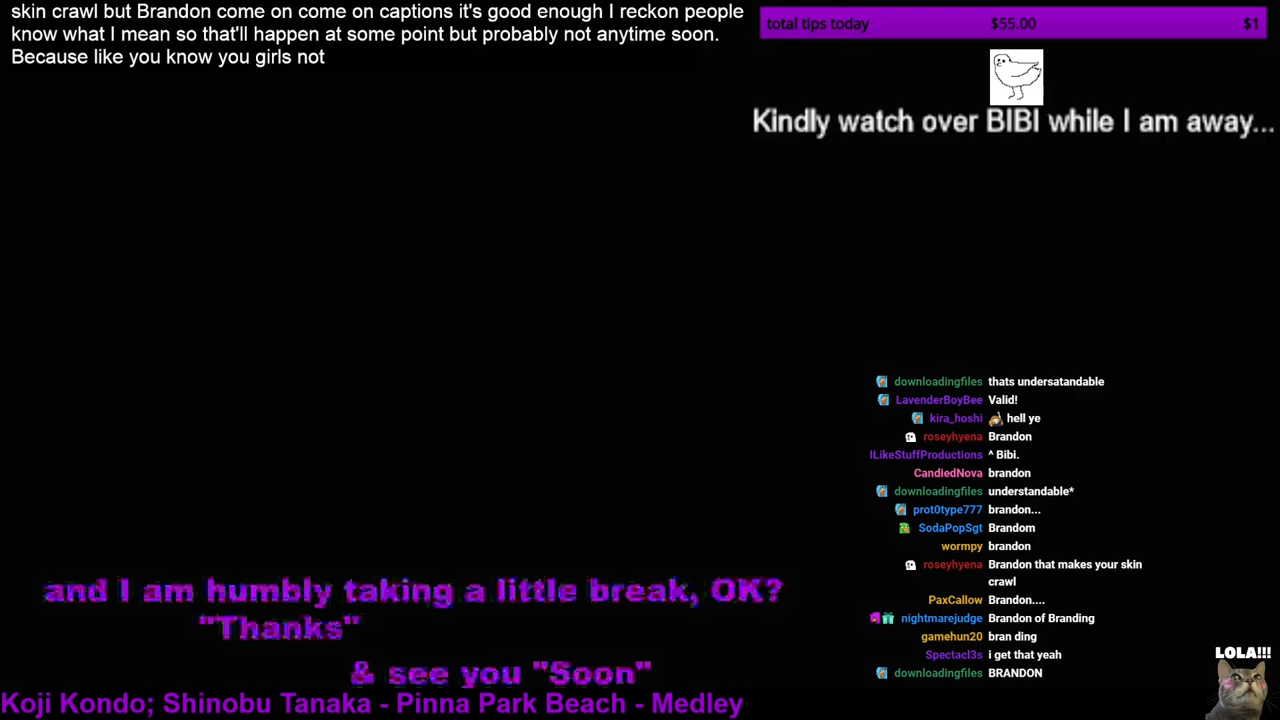 skin crawl but Brandon come on come on captions it's good enough I reckon people
know what I mean so that'll happen at some point but probably not anytime soon.
Because like you know you girls not
total tips today $55.00 $1
Kindly watch over BIBI while I am away...
downloadingfiles thats undersatandable
LavenderBoyBee Valid!
kira_hoshi hell ye
roseyhyena Brandon
ILikeStuffProductions ^ Bibi.
CandiedNova brandon
downloadingfiles understandable*
prot0type777 brandon...
SodaPopSgt Brandom
wormpy brandon
roseyhyena Brandon that makes your skin
crawl
PaxCallow Brandon....
nightmarejudge Brandon of Branding
gamehun20 bran ding
Spectacl3s i get that yeah
downloadingfiles BRANDON
and I am humbly taking a little break, OK?
"Thanks"
& see you "Soon"
LOLA!!!
Koji Kondo; Shinobu Tanaka - Pinna Park Beach - Medley